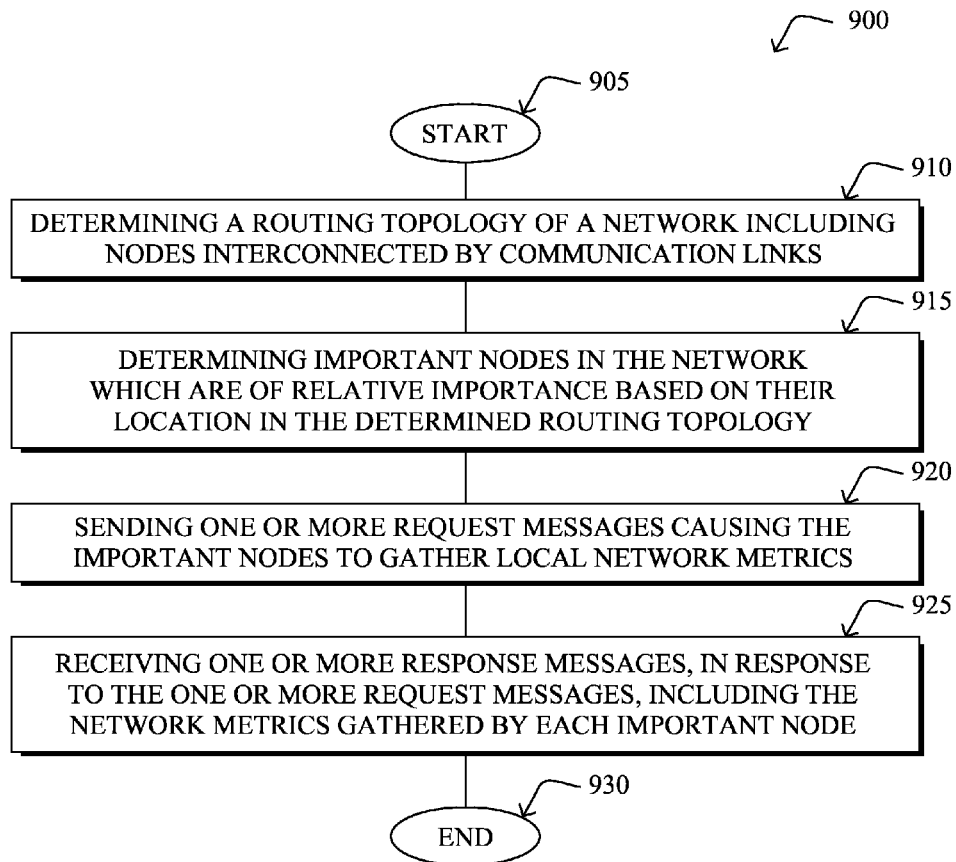 900
905
START
910
DETERMINING A ROUTING TOPOLOGY OF A NETWORK INCLUDING
NODES INTERCONNECTED BY COMMUNICATION LINKS
915
DETERMINING IMPORTANT NODES IN THE NETWORK
WHICH ARE OF RELATIVE IMPORTANCE BASED ON THEIR
LOCATION IN THE DETERMINED ROUTING TOPOLOGY
920
SENDING ONE OR MORE REQUEST MESSAGES CAUSING THE
IMPORTANT NODES TO GATHER LOCAL NETWORK METRICS
925
RECEIVING ONE OR MORE RESPONSE MESSAGES, IN RESPONSE
TO THE ONE OR MORE REQUEST MESSAGES, INCLUDING THE
NETWORK METRICS GATHERED BY EACH IMPORTANT NODE
930
END